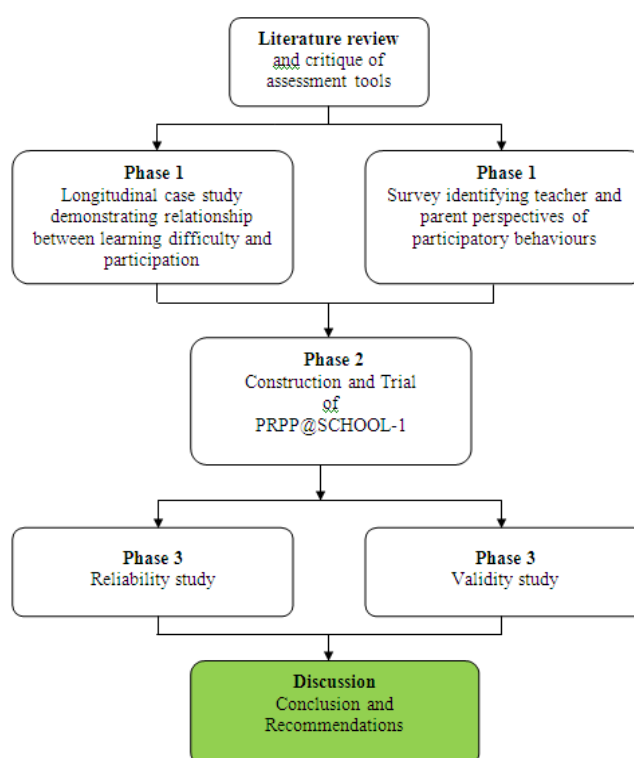 Literature review
and critique of
assessment tools
Phase 1
Longitudinal case study
demonstrating relationship
between learning difficulty and
participation
Phase 1
Survey identifying teacher and
parent perspectives of
participatory behaviours
Phase 2
Construction and Trial
of
PRPP@SCHOOL-1
Phase 3
Reliability study
Phase 3
Validity study
Discussion
Conclusion and
Recommendations